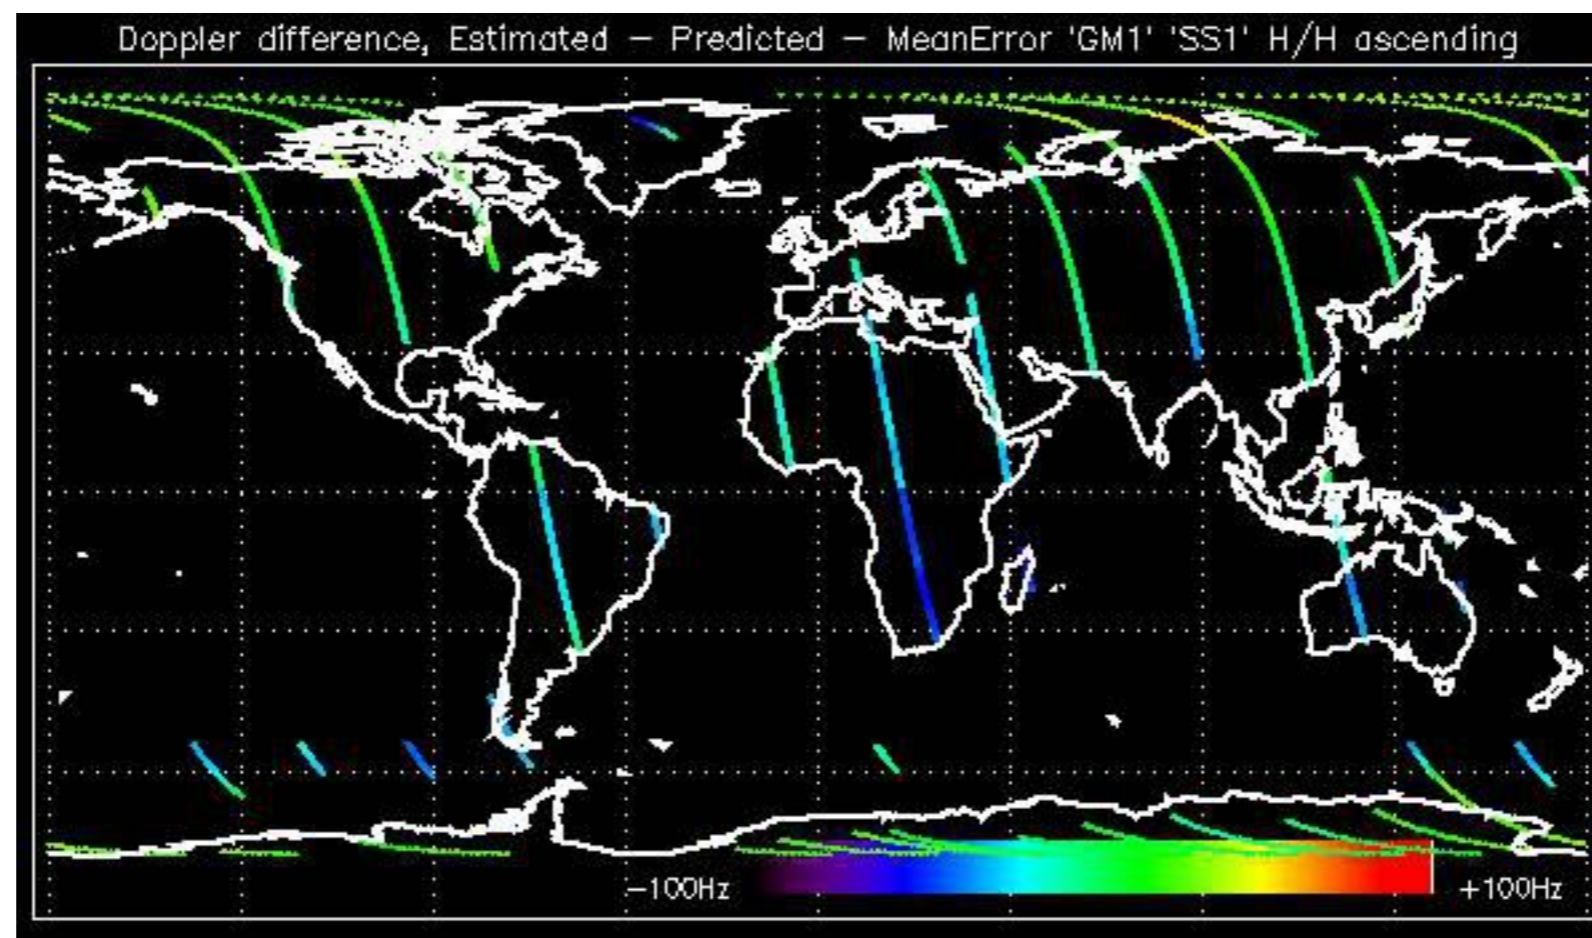 Doppler difference, Estimated - Predicted - MeanError 'GM1' 'SS1' H/H ascending
-100Hz +100Hz